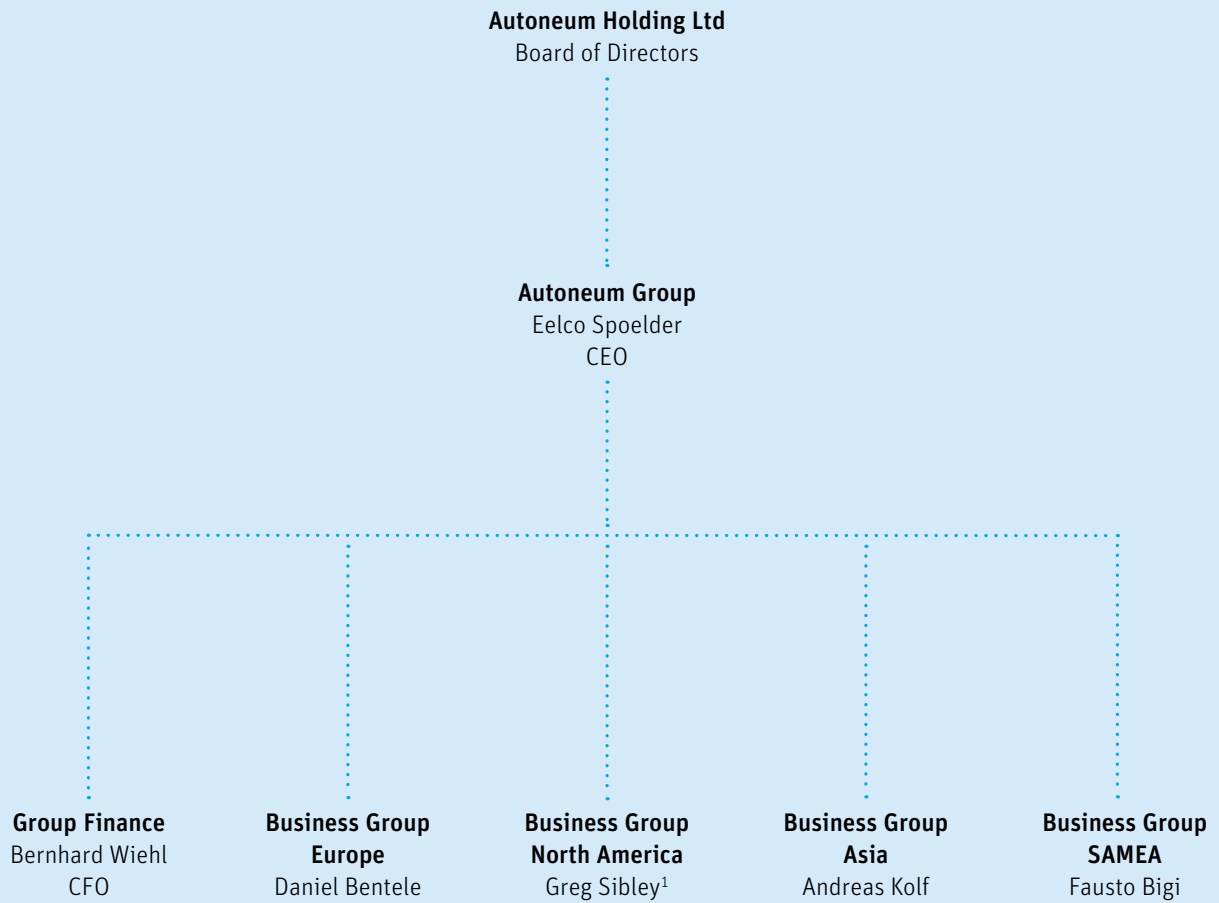 Autoneum Holding Ltd
Board of Directors
Autoneum Group
Eelco Spoelder
CEO
Group Finance
Bernhard Wiehl
CFO
Business Group
Europe
Daniel Bentele
Business Group
North America
Greg Sibley¹
Business Group
Asia
Andreas Kolf
Business Group
SAMEA
Fausto Bigi